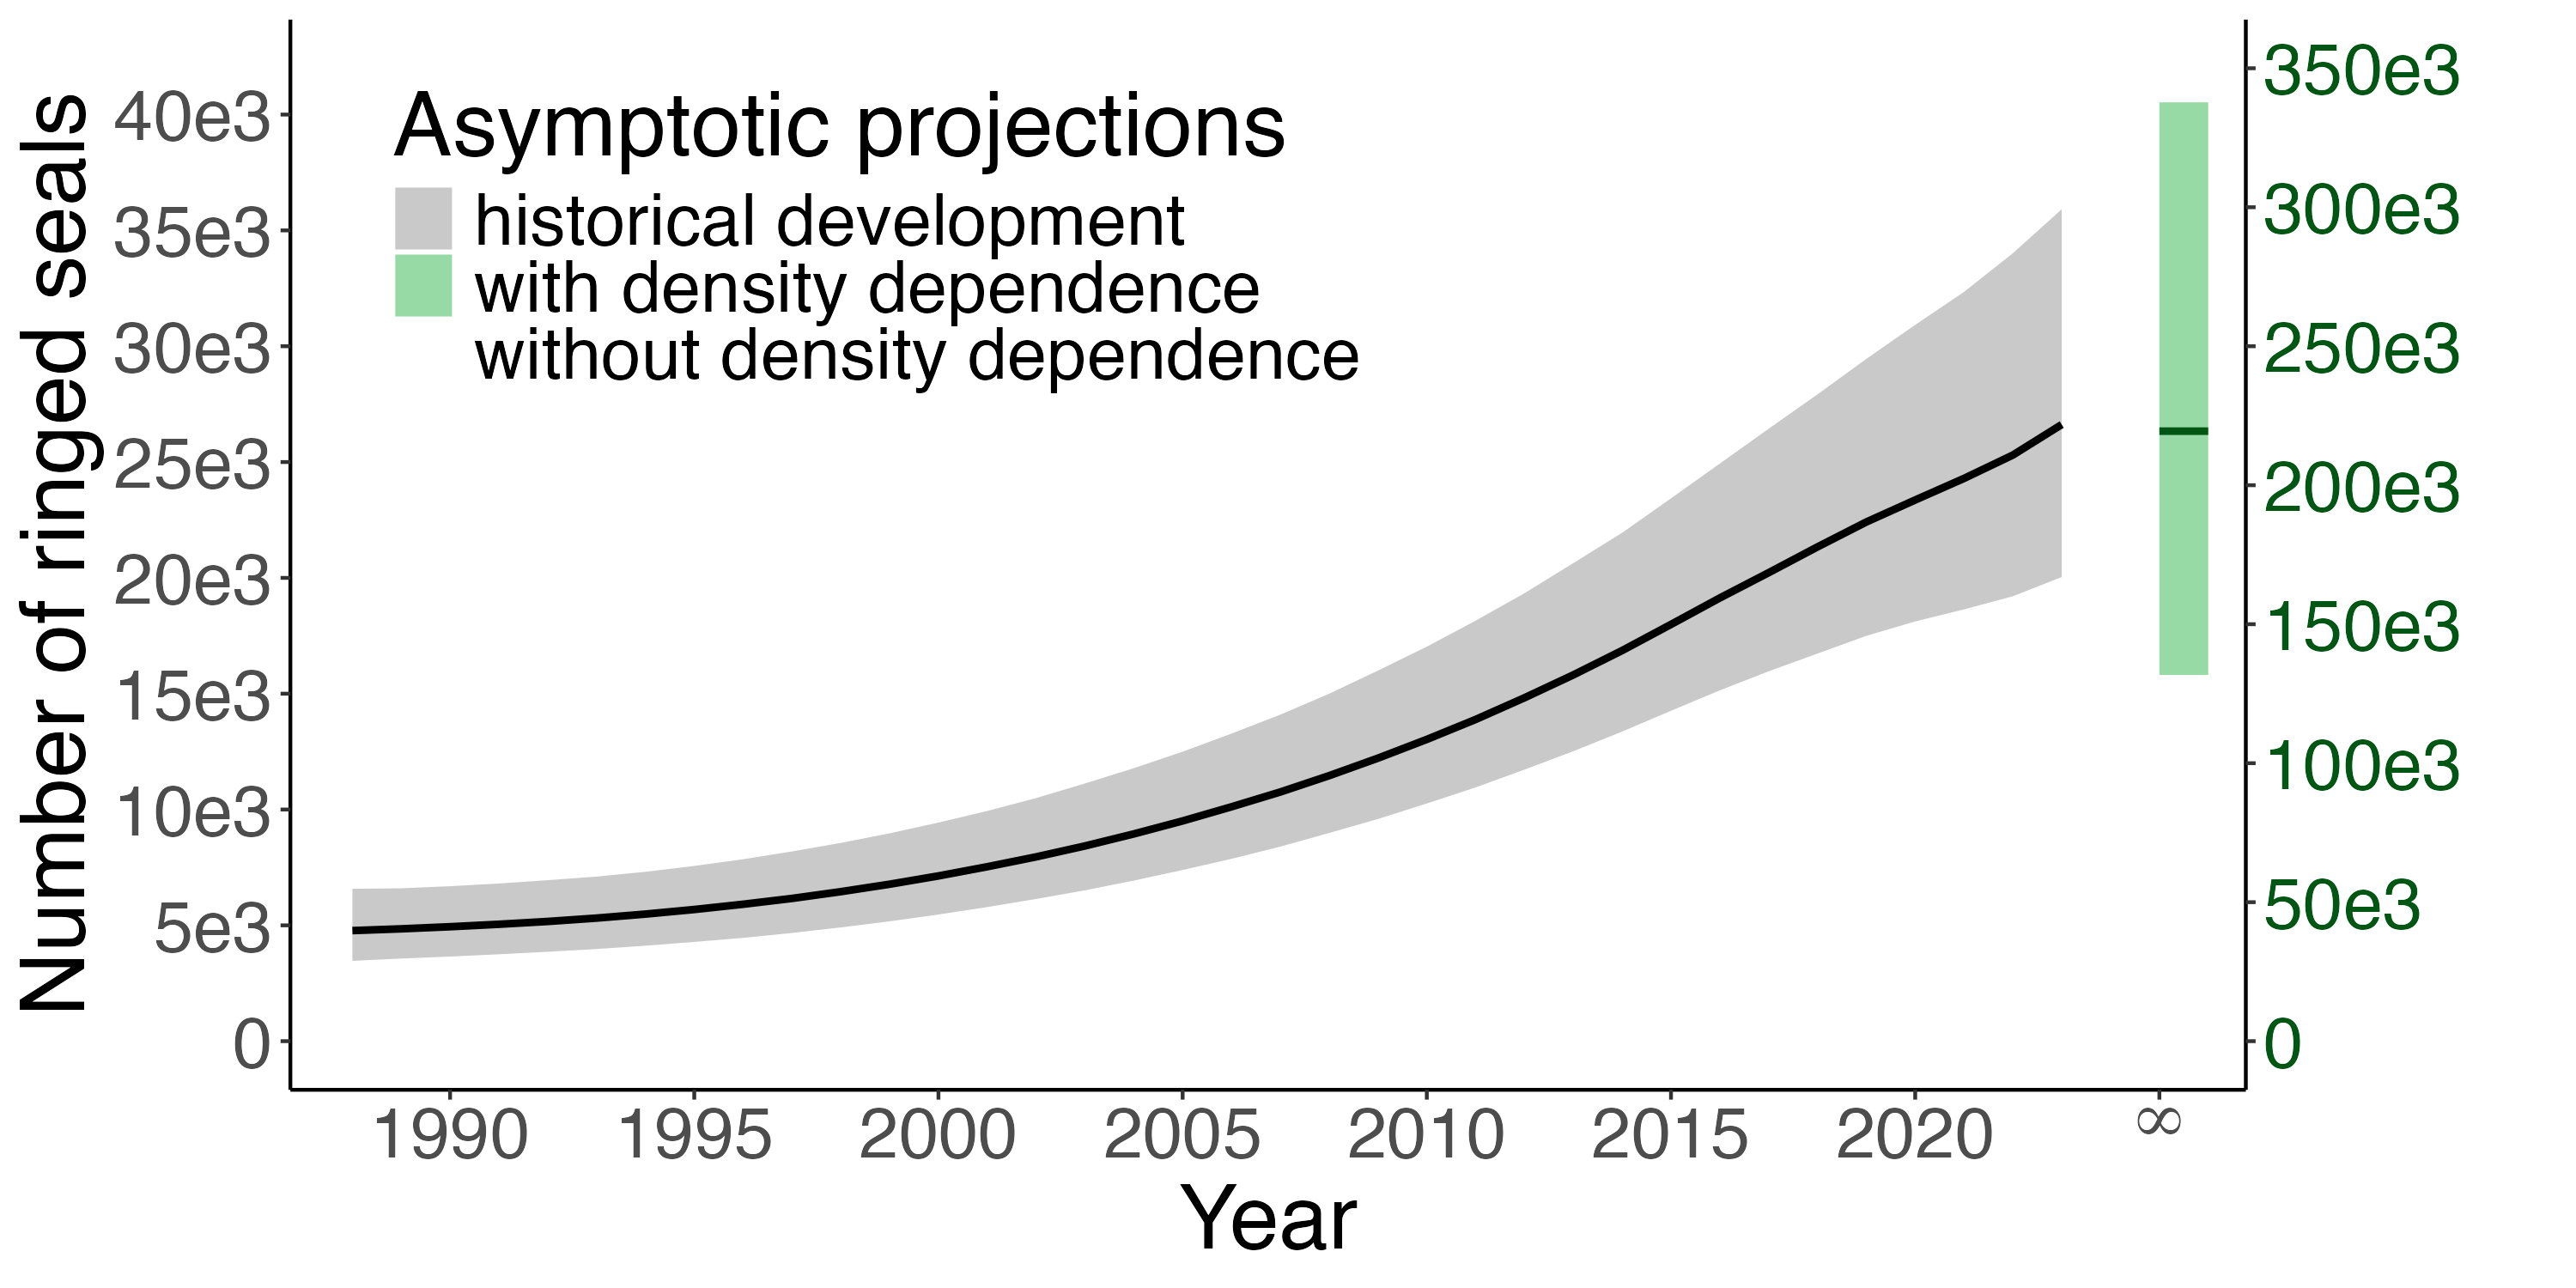 Asymptotic projections
historical development
with density dependence
without density dependence
Number of ringed seals
40e3
35e3
30e3
25e3
20e3
15e3
10e3
5e3
0
350e3
300e3
250e3
200e3
150e3
100e3
50e3
0
1990 1995 2000 2005 2010 2015 2020 ∞
Year